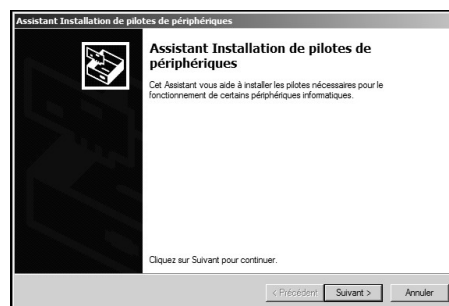 Assistant Installation de pilotes de périphériques
Assistant Installation de pilotes de
périphériques
Cet Assistant vous aide à installer les pilotes nécessaires pour le
fonctionnement de certains périphériques informatiques.
Cliquez sur Suivant pour continuer.
< Précédent Suivant > Annuler